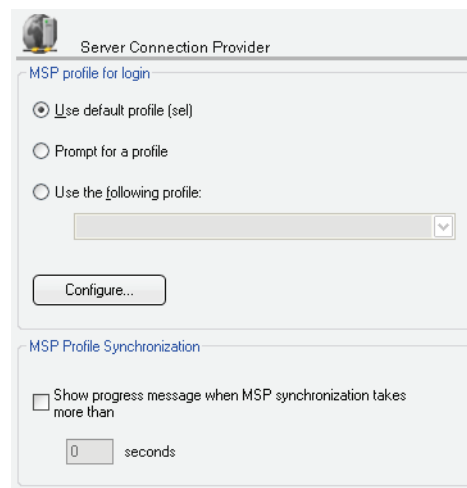 Server Connection Provider
MSP profile for login
Use default profile (sel)
Prompt for a profile
Use the following profile:
Configure...
MSP Profile Synchronization
Show progress message when MSP synchronization takes
more than
0 seconds